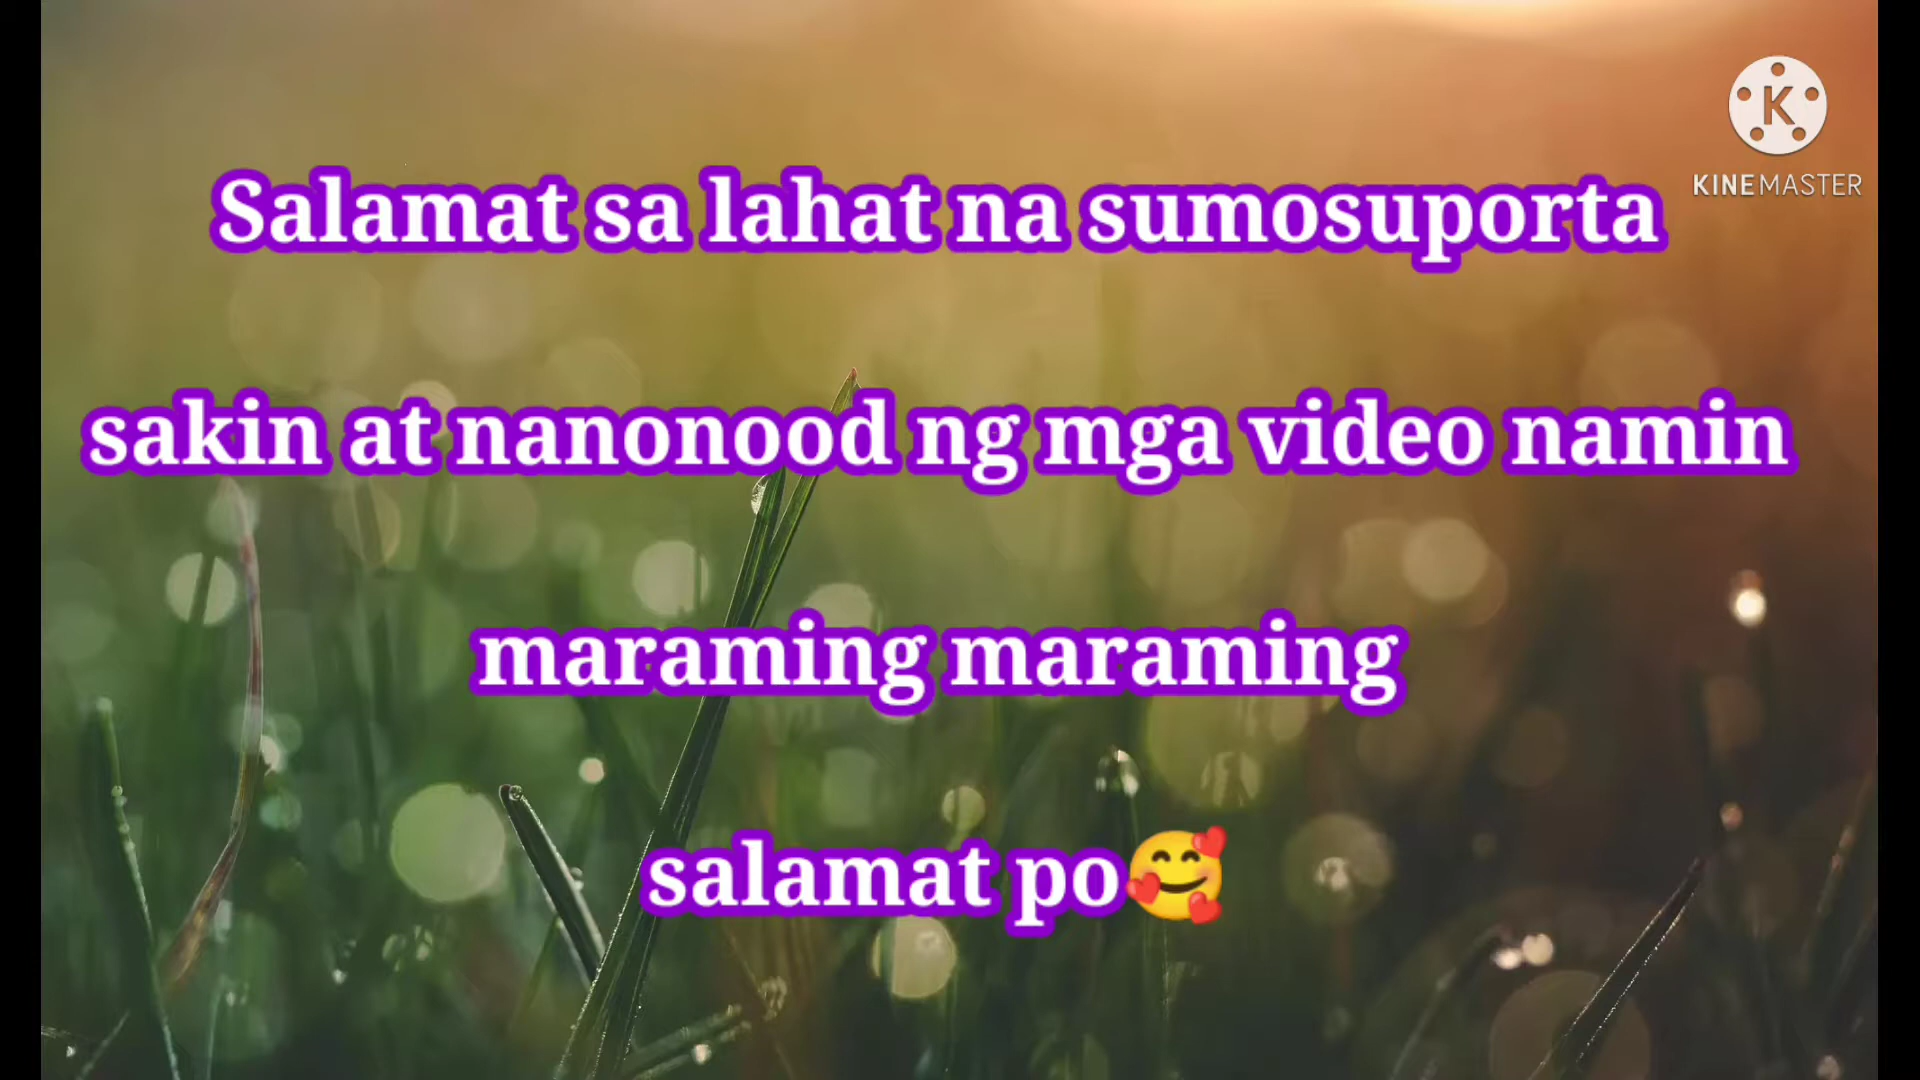 Salamat sa lahat na sumosuporta
sakin at nanonood ng mga video namin
maraming maraming
salamat po🥰
K
KINEMASTER